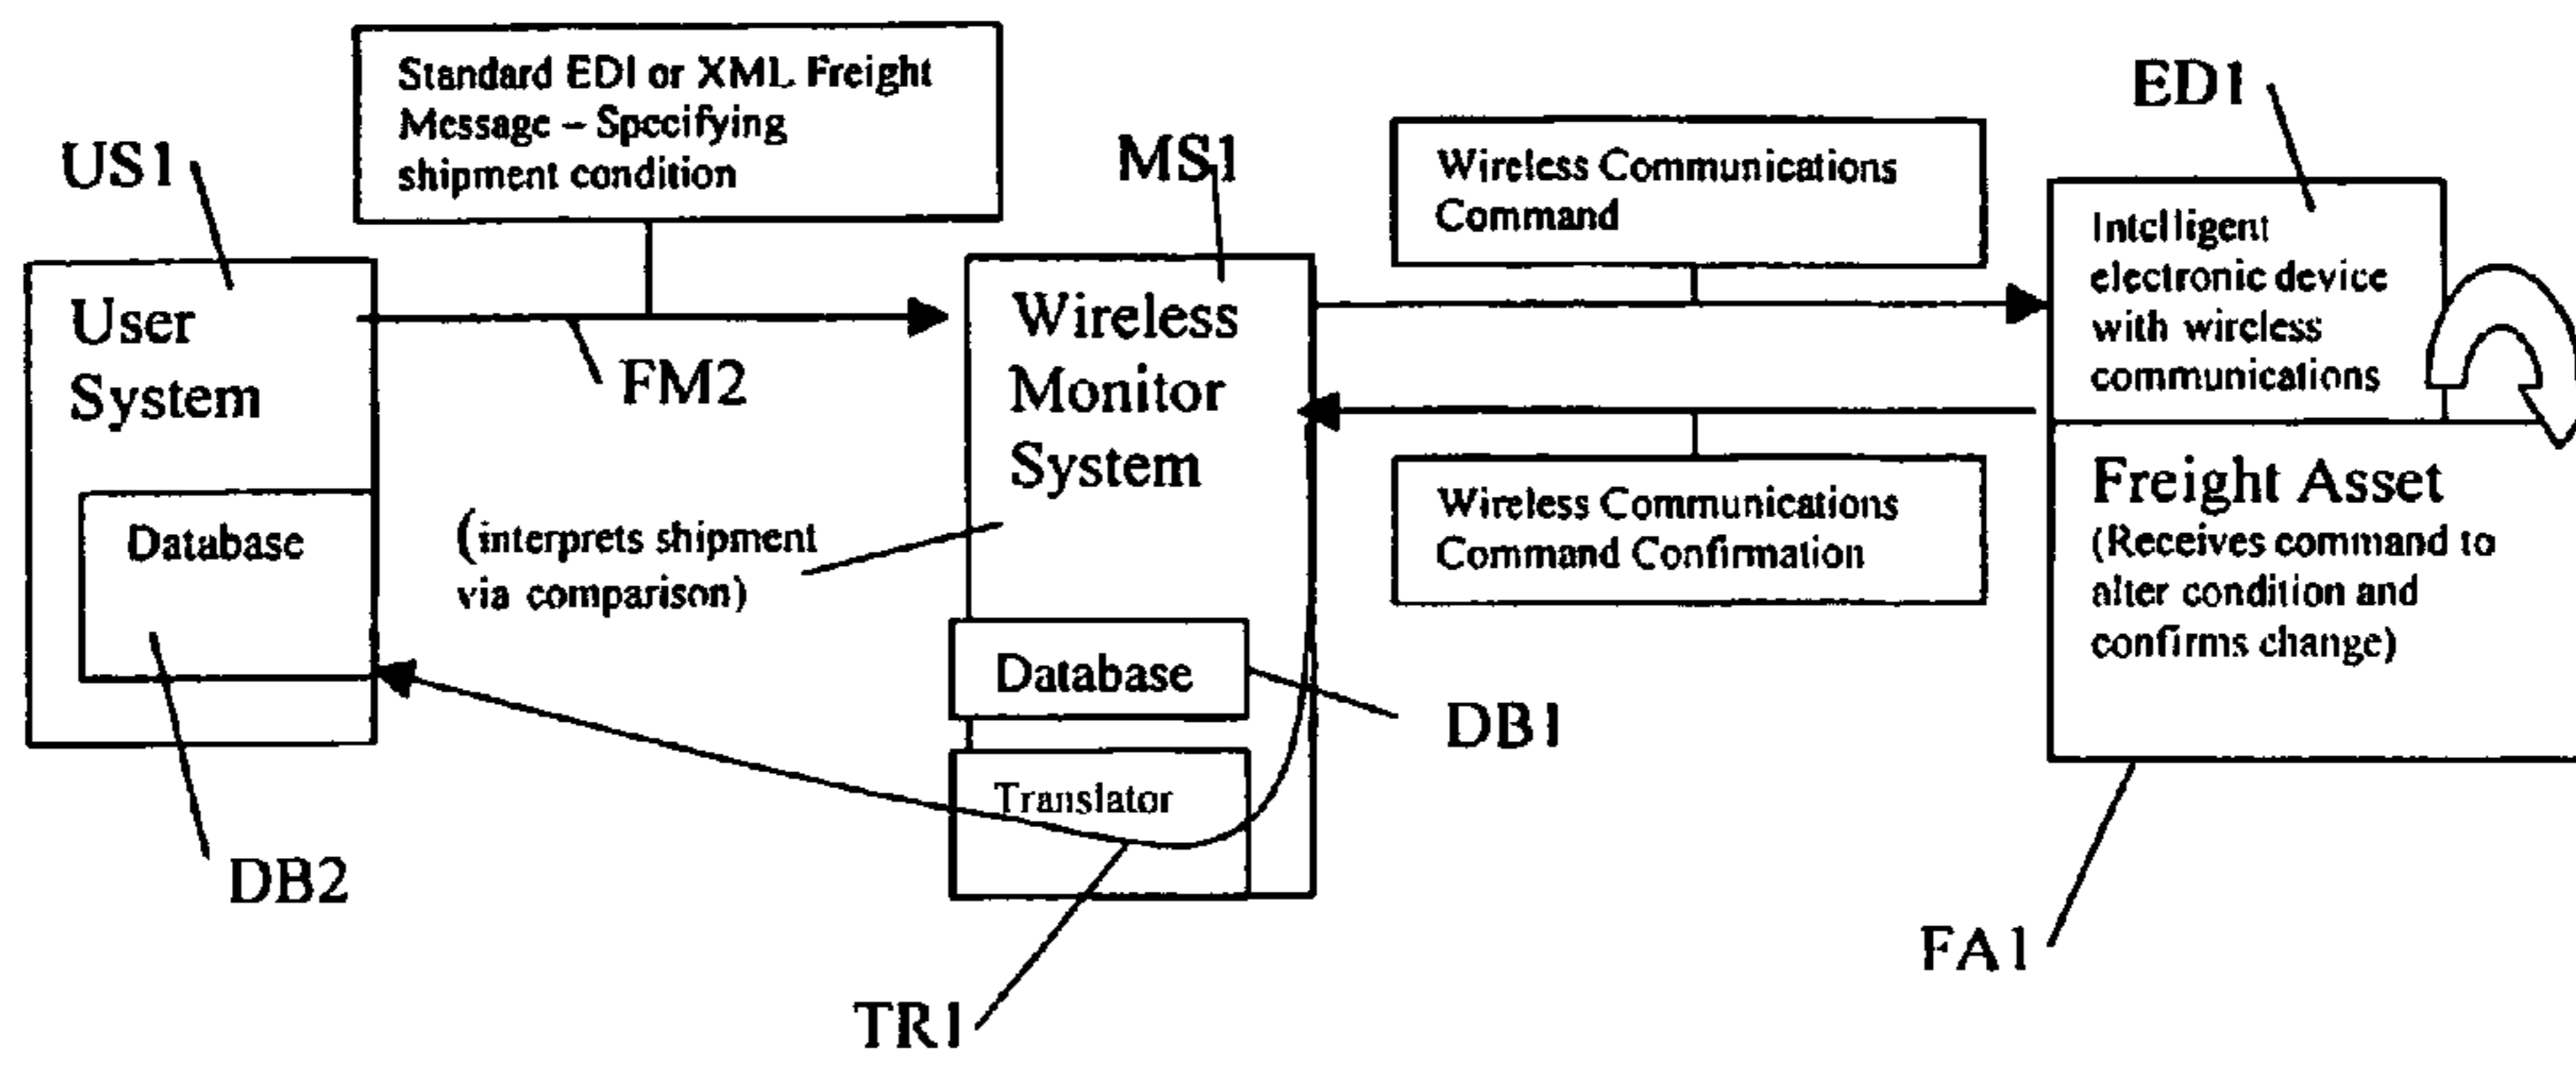 Standard EDI or XML Freight
Message – Specifying
shipment condition
US1
MS1
ED1
Wireless Communications
Command
User
System
FM2
Wireless
Monitor
System
Intelligent
electronic device
with wireless
communications
Database
(interprets shipment
via comparison)
Wireless Communications
Command Confirmation
Freight Asset
(Receives command to
alter condition and
confirms change)
Database
DB1
Translator
DB2
FA1
TR1